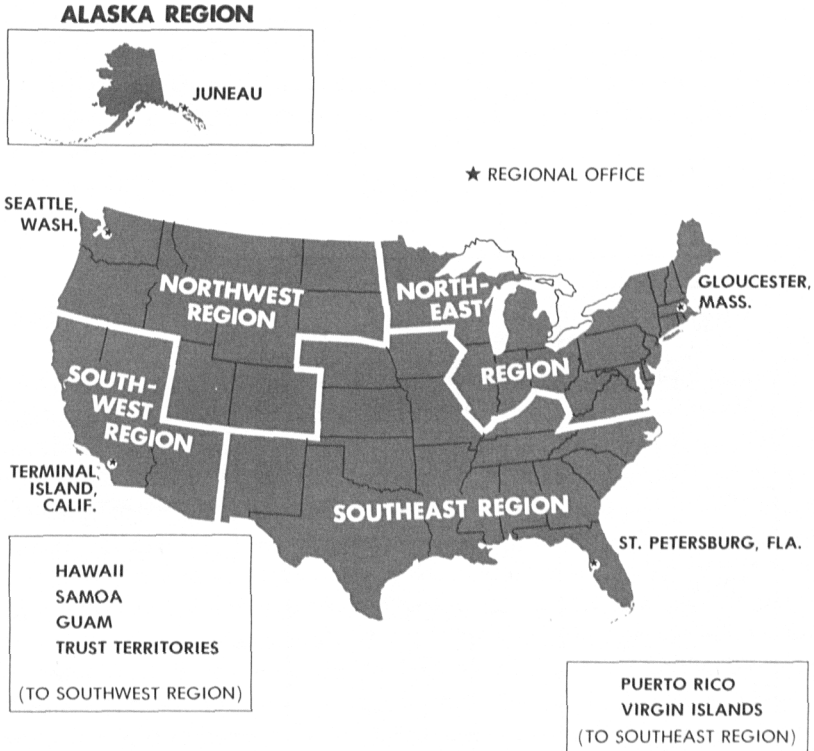 ALASKA REGION
JUNEAU
★ REGIONAL OFFICE
SEATTLE,
WASH.
NORTHWEST
REGION
NORTH-
EAST
REGION
GLOUCESTER,
MASS.
SOUTH-
WEST
REGION
TERMINAL
ISLAND,
CALIF.
SOUTHEAST REGION
ST. PETERSBURG, FLA.
HAWAII
SAMOA
GUAM
TRUST TERRITORIES
(TO SOUTHWEST REGION)
PUERTO RICO
VIRGIN ISLANDS
(TO SOUTHEAST REGION)